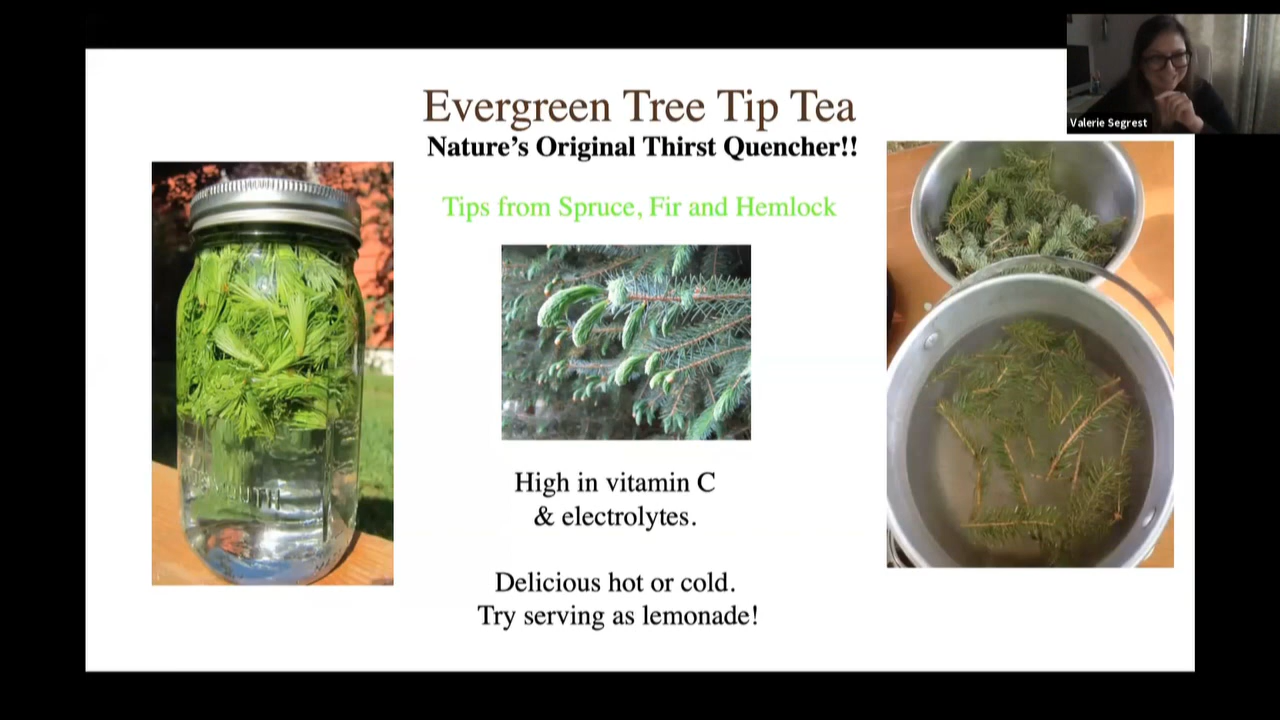 Evergreen Tree Tip Tea
Nature's Original Thirst Quencher!!
Valerie Segrest
Tips from Spruce, Fir and Hemlock
High in vitamin C
& electrolytes.
Delicious hot or cold.
Try serving as lemonade!